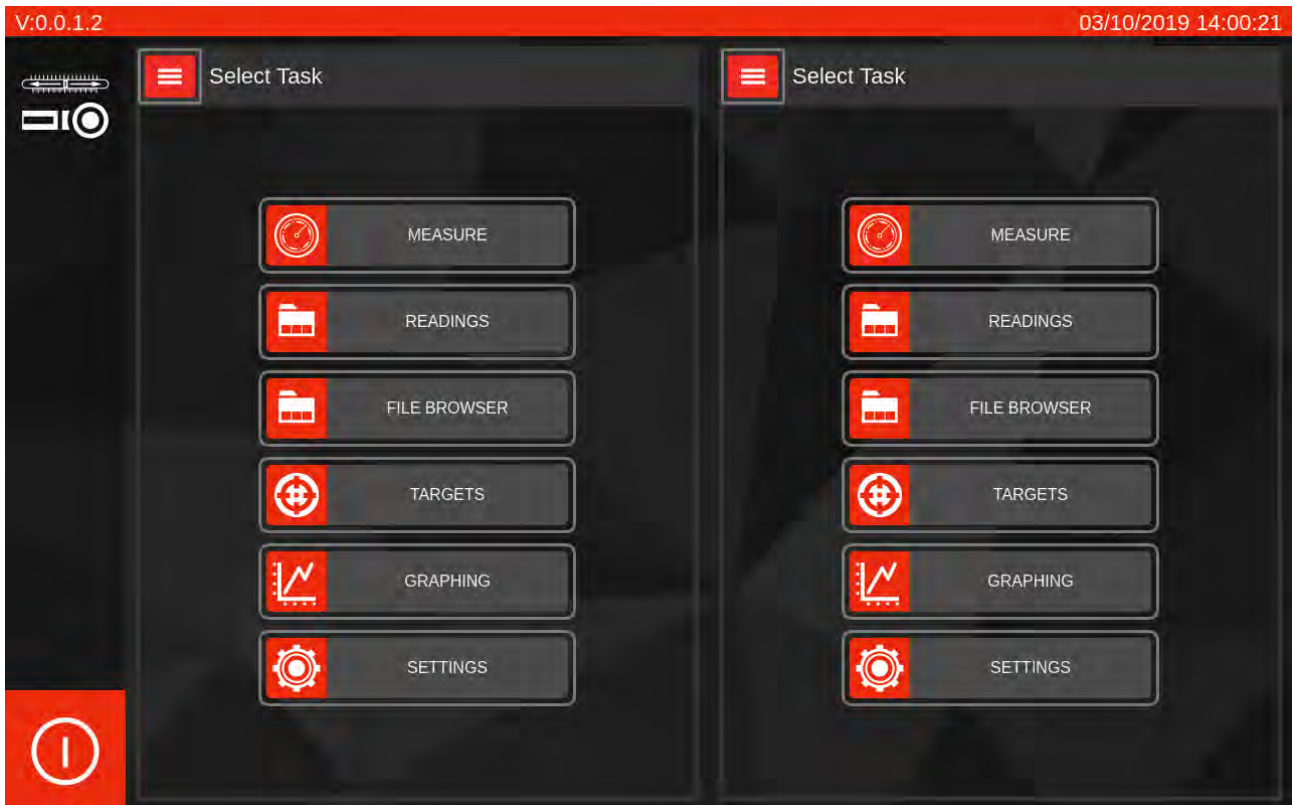 V:0.0.1.2
03/10/2019 14:00:21
Select Task
MEASURE
READINGS
FILE BROWSER
TARGETS
GRAPHING
SETTINGS
Select Task
MEASURE
READINGS
FILE BROWSER
TARGETS
GRAPHING
SETTINGS